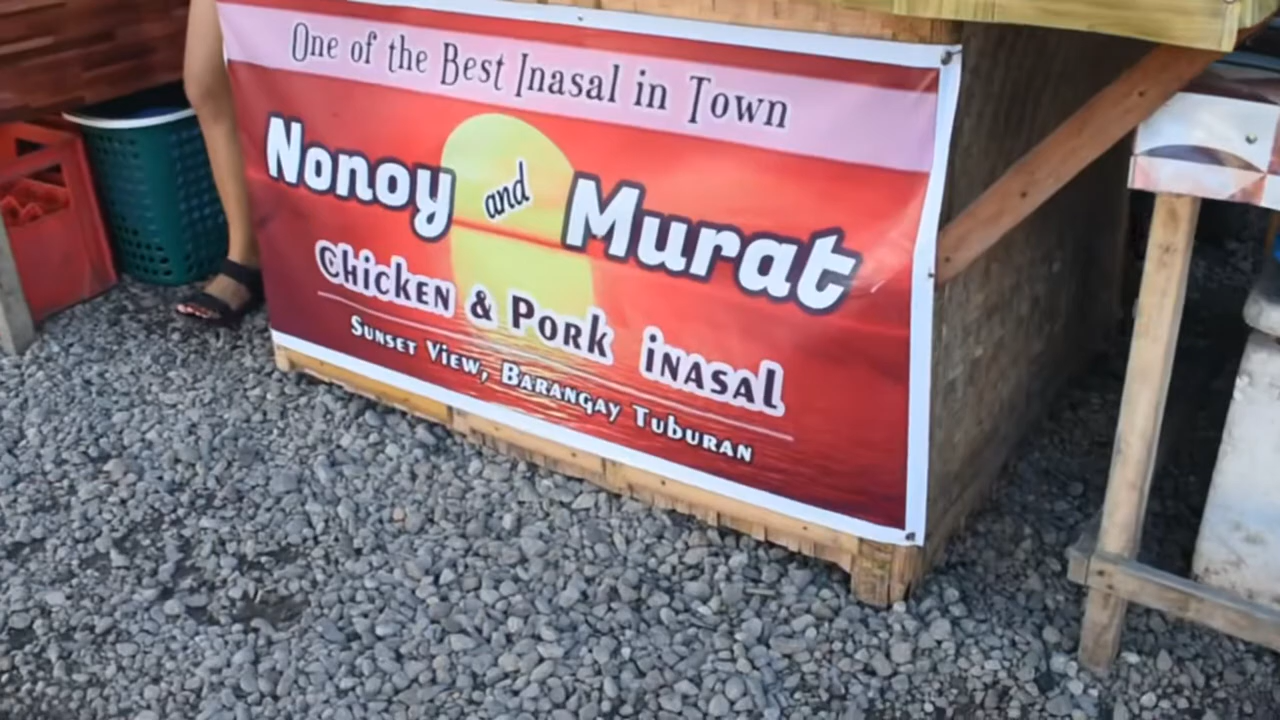 One of the Best Inasal in Town
Nonoy and Murat
Chicken & Pork inasal
Sunset View, Barangay Tuburan